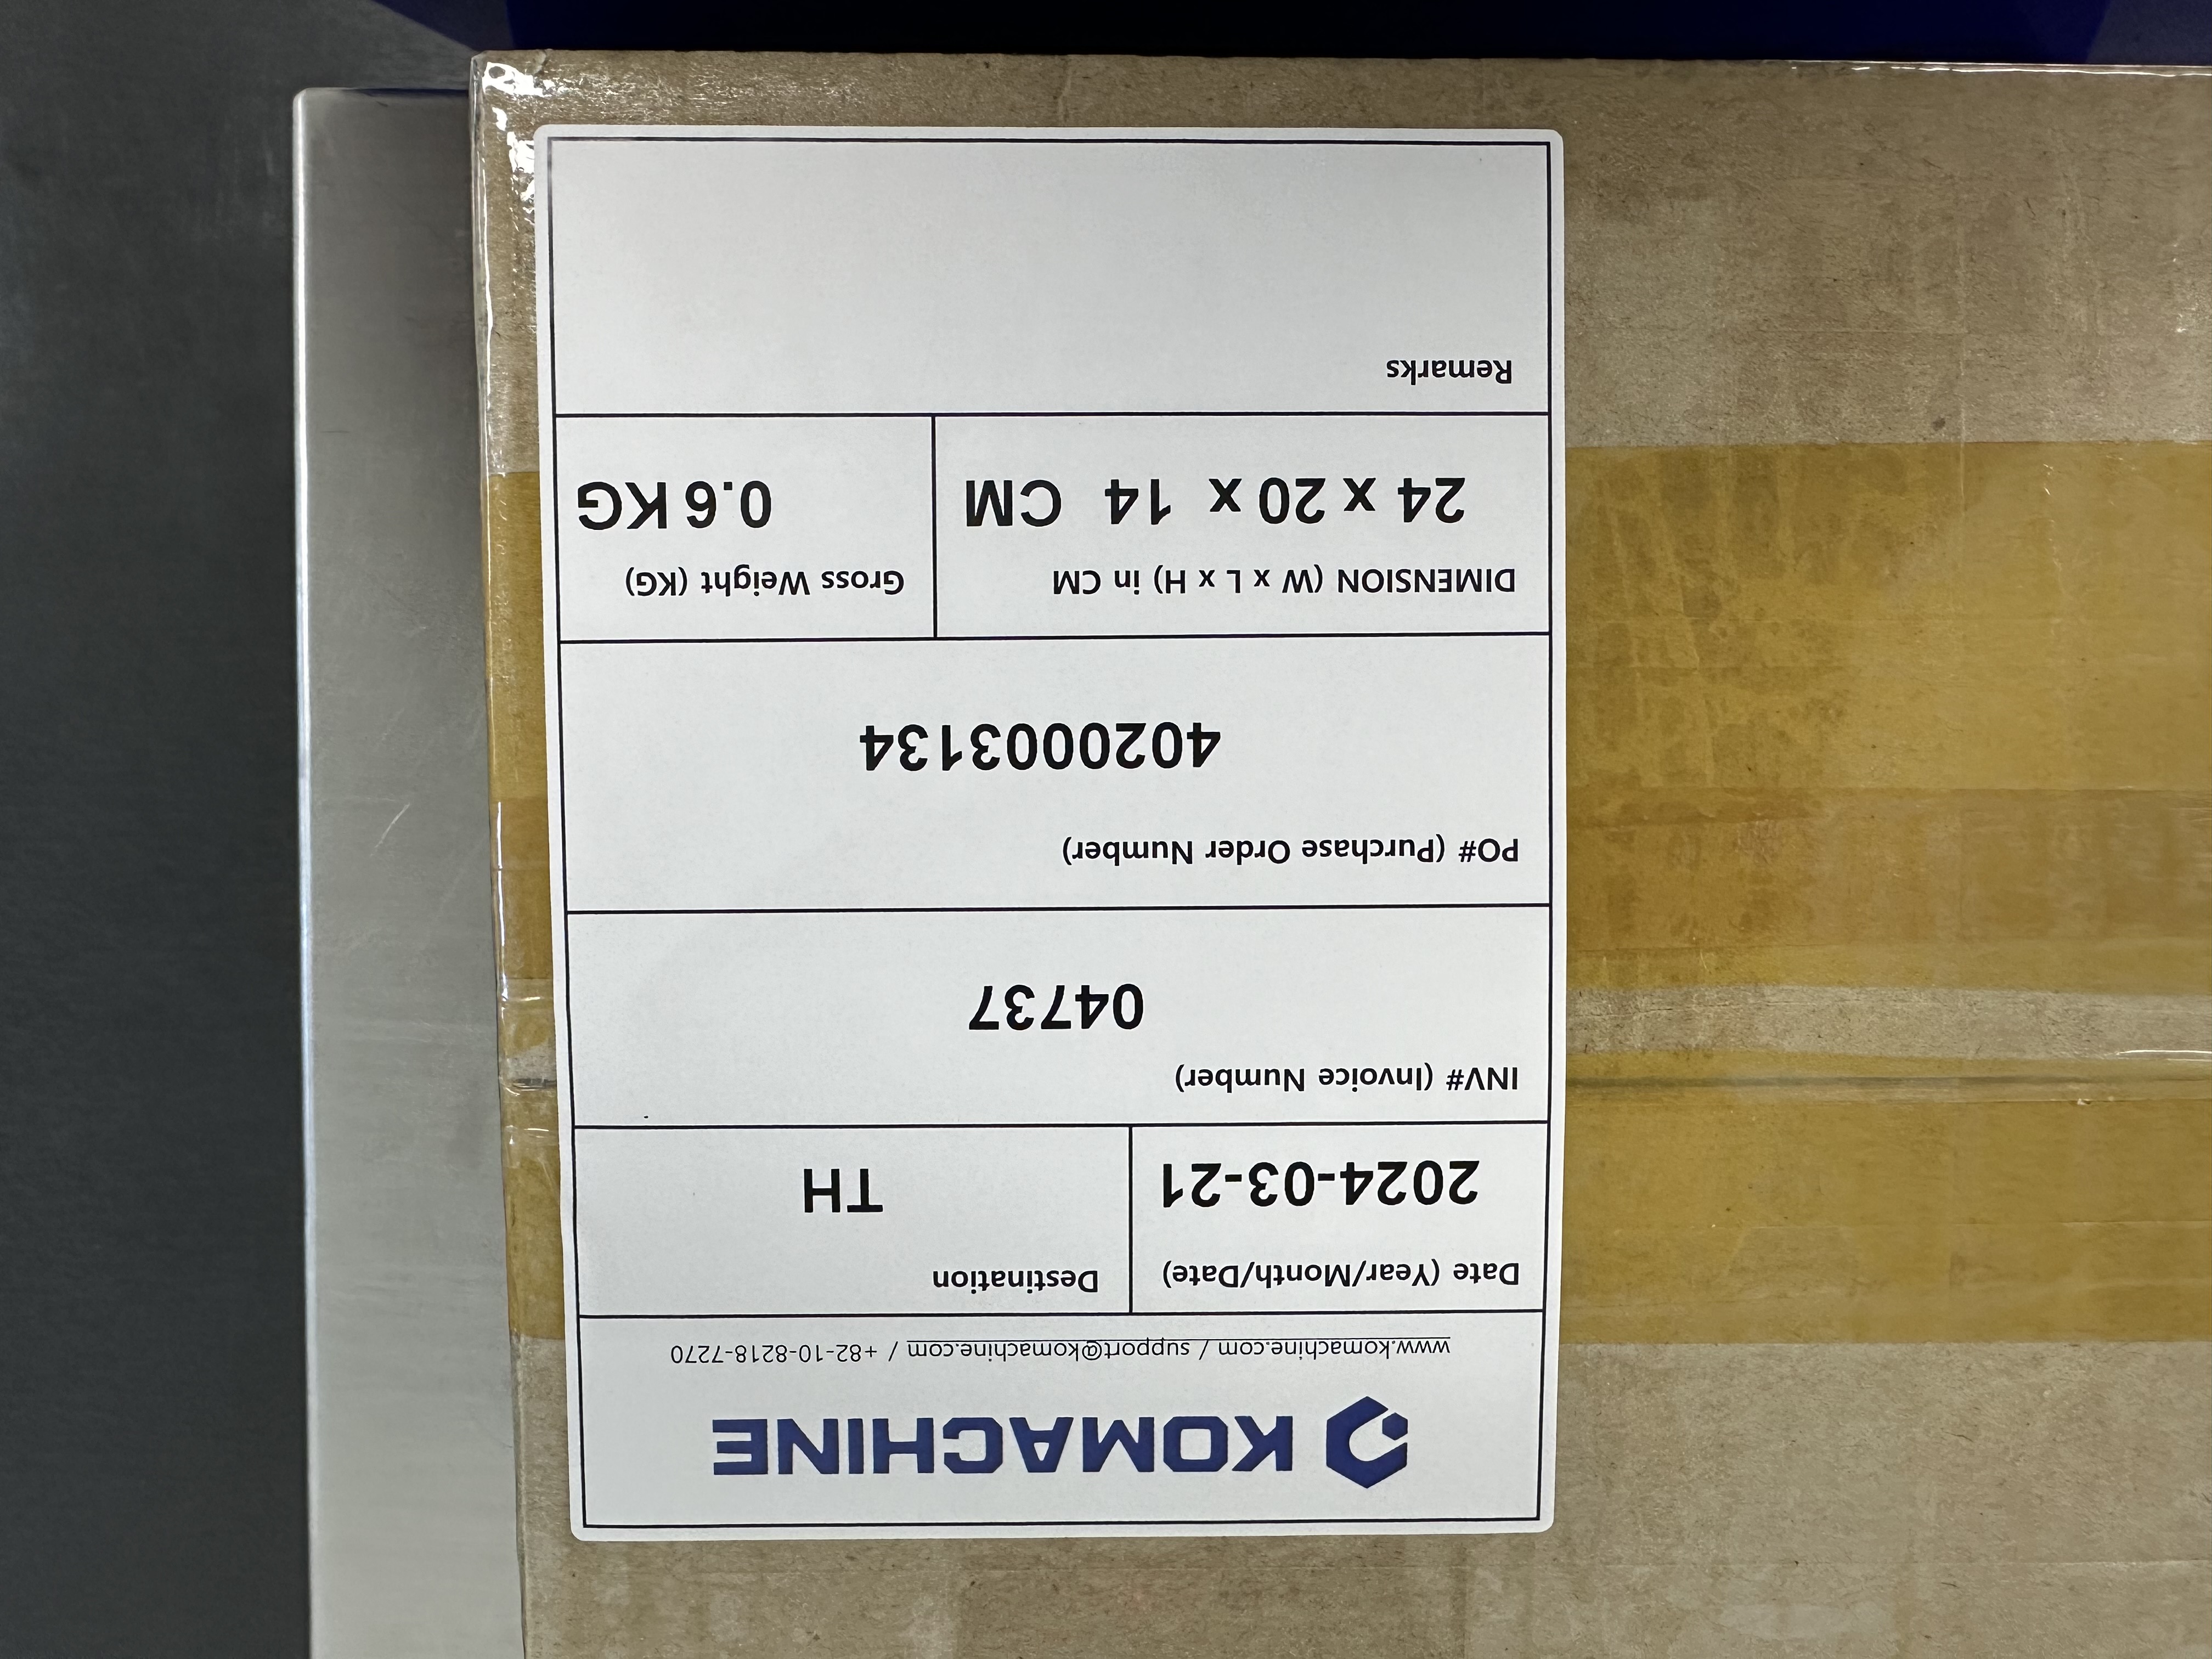 KOMACHINE
www.komachine.com / support@komachine.com / +82-10-8218-7270
Date (Year/Month/Date)
2024-03-21
Destination
TH
INV# (Invoice Number)
04737
PO# (Purchase Order Number)
4020003134
DIMENSION (W x L x H) in CM
24 x 20 x 14 CM
Gross Weight (KG)
0.6 KG
Remarks